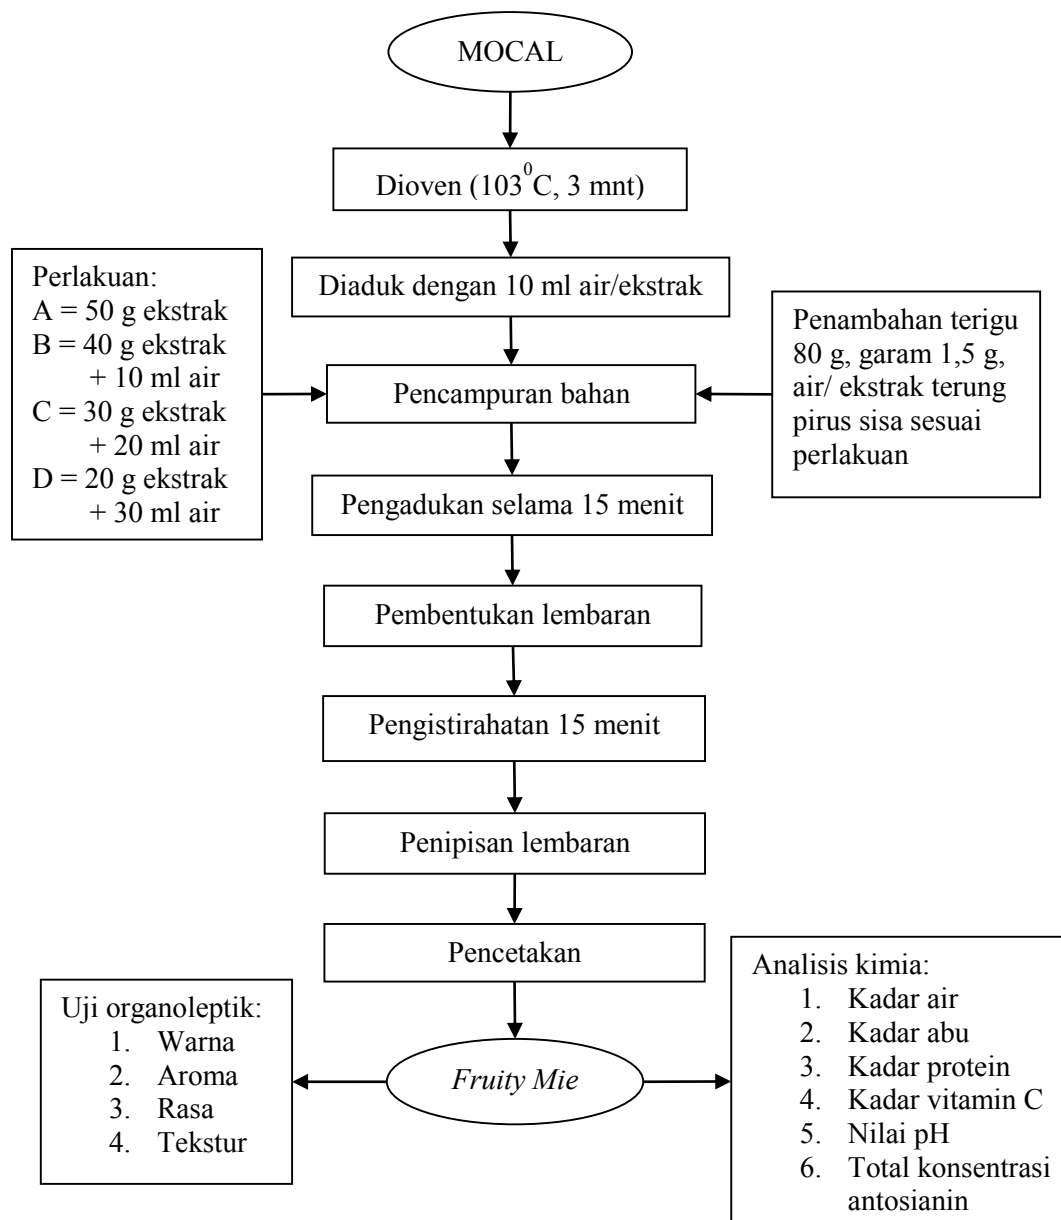 MOCAL
Dioven (103⁰C, 3 mnt)
Diaduk dengan 10 ml air/ekstrak
Perlakuan:
A = 50 g ekstrak
B = 40 g ekstrak
+ 10 ml air
C = 30 g ekstrak
+ 20 ml air
D = 20 g ekstrak
+ 30 ml air
Pencampuran bahan
Penambahan terigu
80 g, garam 1,5 g,
air/ ekstrak terung
pirus sisa sesuai
perlakuan
Pengadukan selama 15 menit
Pembentukan lembaran
Pengistirahatan 15 menit
Penipisan lembaran
Pencetakan
Uji organoleptik:
1. Warna
2. Aroma
3. Rasa
4. Tekstur
Fruity Mie
Analisis kimia:
1. Kadar air
2. Kadar abu
3. Kadar protein
4. Kadar vitamin C
5. Nilai pH
6. Total konsentrasi
antosianin